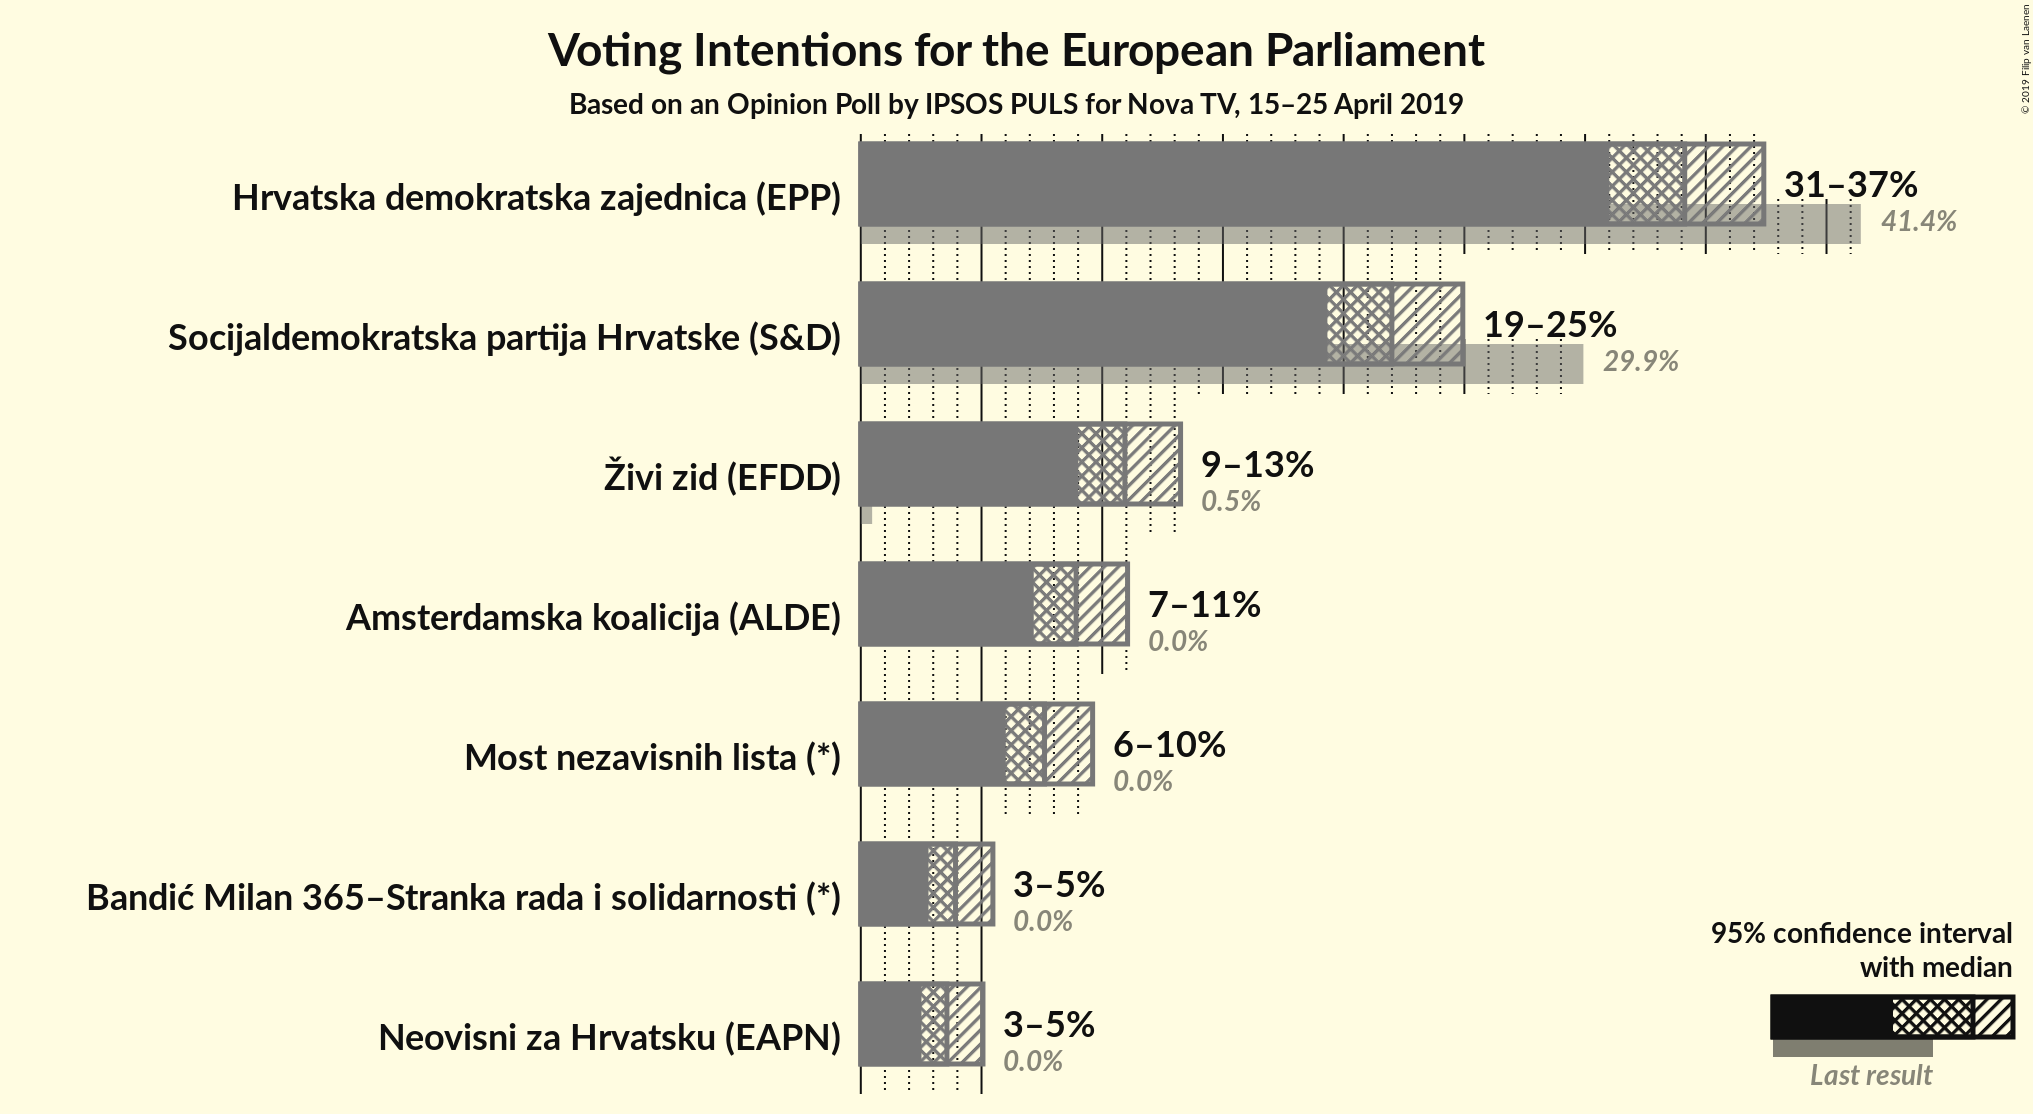 Voting Intentions for the European Parliament
Based on an Opinion Poll by IPSOS PULS for Nova TV, 15–25 April 2019
© 2019 Filip van Laenen
Hrvatska demokratska zajednica (EPP)
31–37%
41.4%
Socijaldemokratska partija Hrvatske (S&D)
19–25%
29.9%
Živi zid (EFDD)
9–13%
0.5%
Amsterdamska koalicija (ALDE)
7–11%
0.0%
Most nezavisnih lista (*)
6–10%
0.0%
Bandić Milan 365–Stranka rada i solidarnosti (*)
3–5%
0.0%
Neovisni za Hrvatsku (EAPN)
3–5%
0.0%
95% confidence interval
with median
Last result